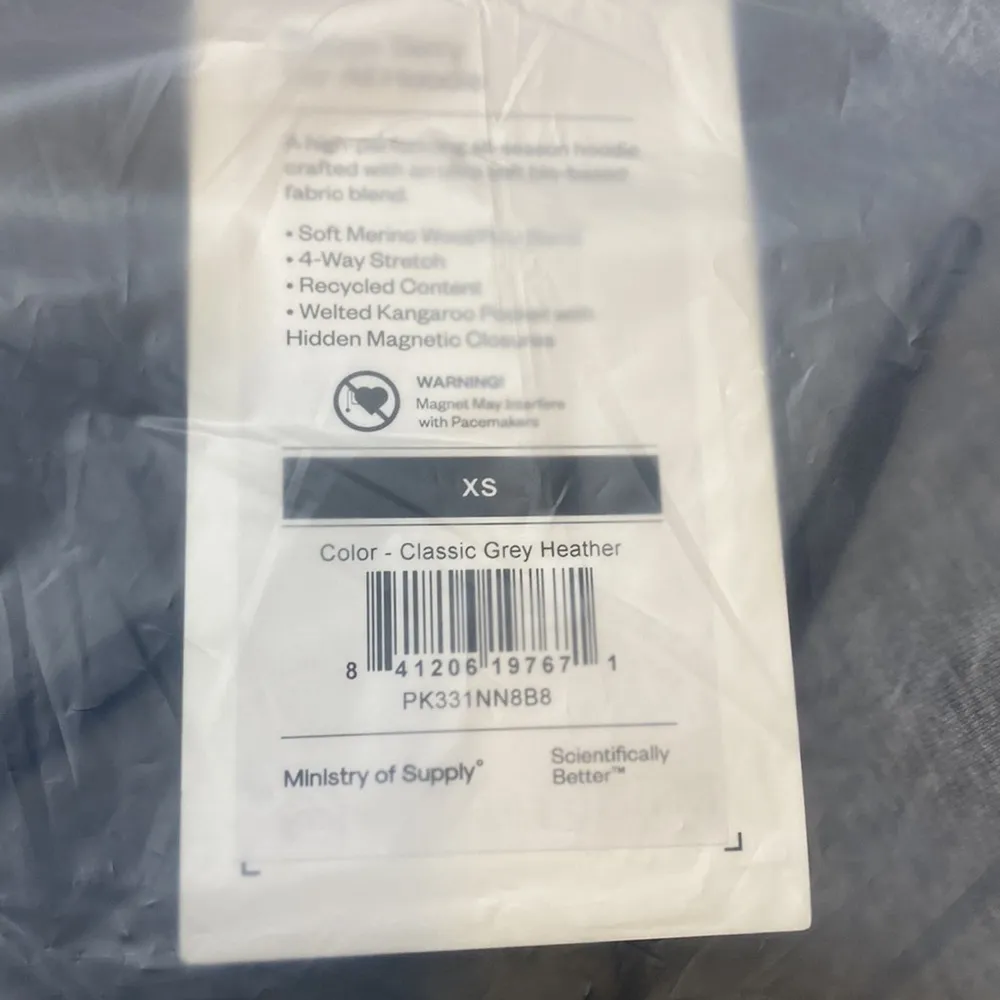 A high-performing all-season hoodie
crafted with an ultra soft bio-based
fabric blend.
• Soft Merino Wool/Poly Blend
• 4-Way Stretch
• Recycled Content
• Welted Kangaroo Pocket with
Hidden Magnetic Closures
WARNING!
Magnet May Interfere
with Pacemakers
XS
Color - Classic Grey Heather
8 41206 19767 1
PK331NN8B8
Ministry of Supply°
Scientifically
Better™